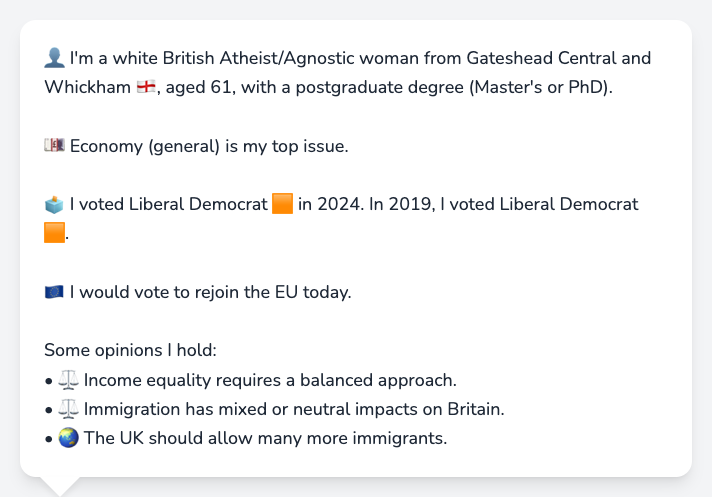 👤 I'm a white British Atheist/Agnostic woman from Gateshead Central and
Whickham 🏴󠁧󠁢󠁥󠁮󠁧󠁿, aged 61, with a postgraduate degree (Master's or PhD).
💷 Economy (general) is my top issue.
🗳️ I voted Liberal Democrat 🟧 in 2024. In 2019, I voted Liberal Democrat
🟧.
🇪🇺 I would vote to rejoin the EU today.
Some opinions I hold:
• ⚖️ Income equality requires a balanced approach.
• ⚖️ Immigration has mixed or neutral impacts on Britain.
• 🌏 The UK should allow many more immigrants.